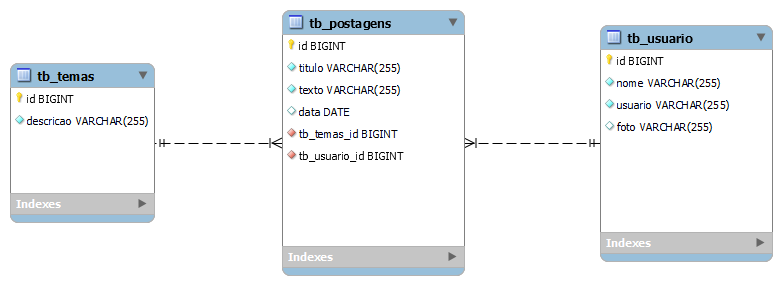 tb_temas
id BIGINT
descricao VARCHAR(255)
Indexes
tb_postagens
id BIGINT
titulo VARCHAR(255)
texto VARCHAR(255)
data DATE
tb_temas_id BIGINT
tb_usuario_id BIGINT
Indexes
tb_usuario
id BIGINT
nome VARCHAR(255)
usuario VARCHAR(255)
foto VARCHAR(255)
Indexes